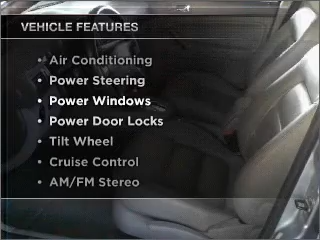 VEHICLE FEATURES
• Air Conditioning
• Power Steering
• Power Windows
• Power Door Locks
• Tilt Wheel
• Cruise Control
• AM/FM Stereo